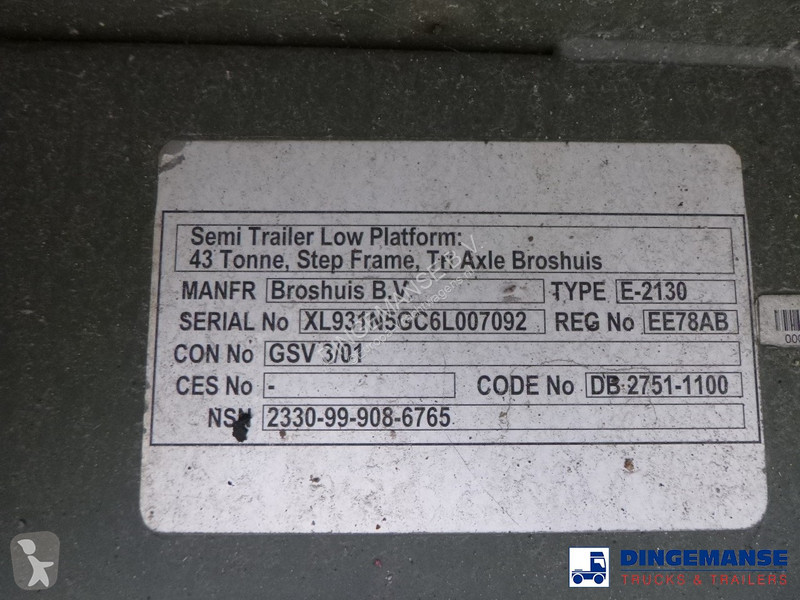 Semi Trailer Low Platform:
43 Tonne, Step Frame, Tri Axle Broshuis
MANFR Broshuis B.V. TYPE E-2130
SERIAL No XL931N5GC6L007092 REG No EE78AB
CON No GSV 3/01
CES No - CODE No DB 2751-1100
NSN 2330-99-908-6765
DINGEMANSE B.V.
DINGEMANSE
TRUCKS & TRAILERS